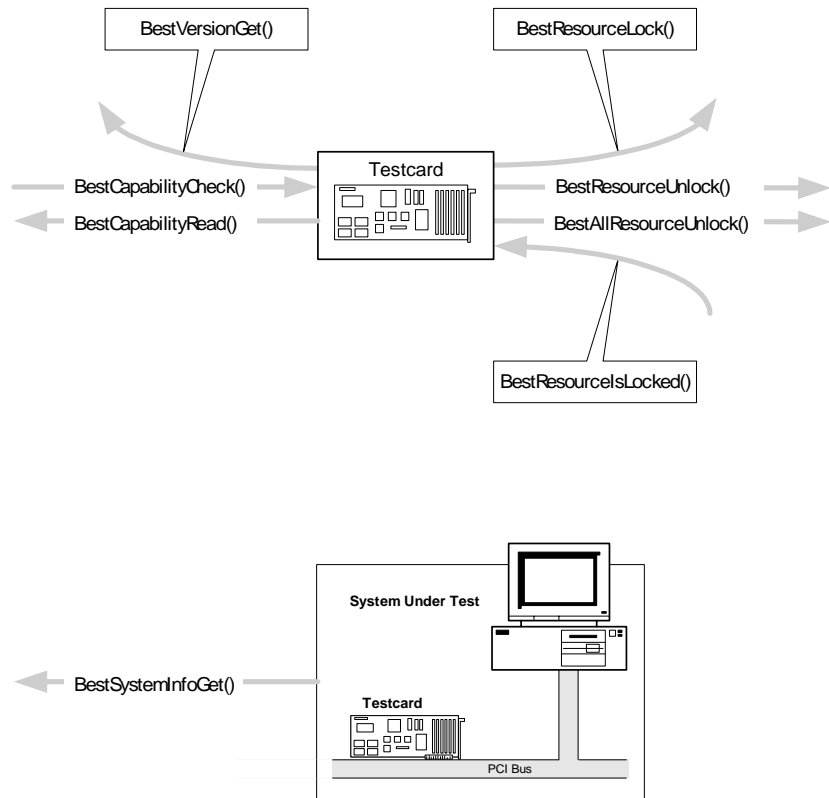 BestVersionGet()
BestResourceLock()
Testcard
BestCapabilityCheck()
BestResourceUnlock()
BestCapabilityRead()
BestAllResourceUnlock()
BestResourceIsLocked()
System Under Test
BestSystemInfoGet()
Testcard
PCI Bus